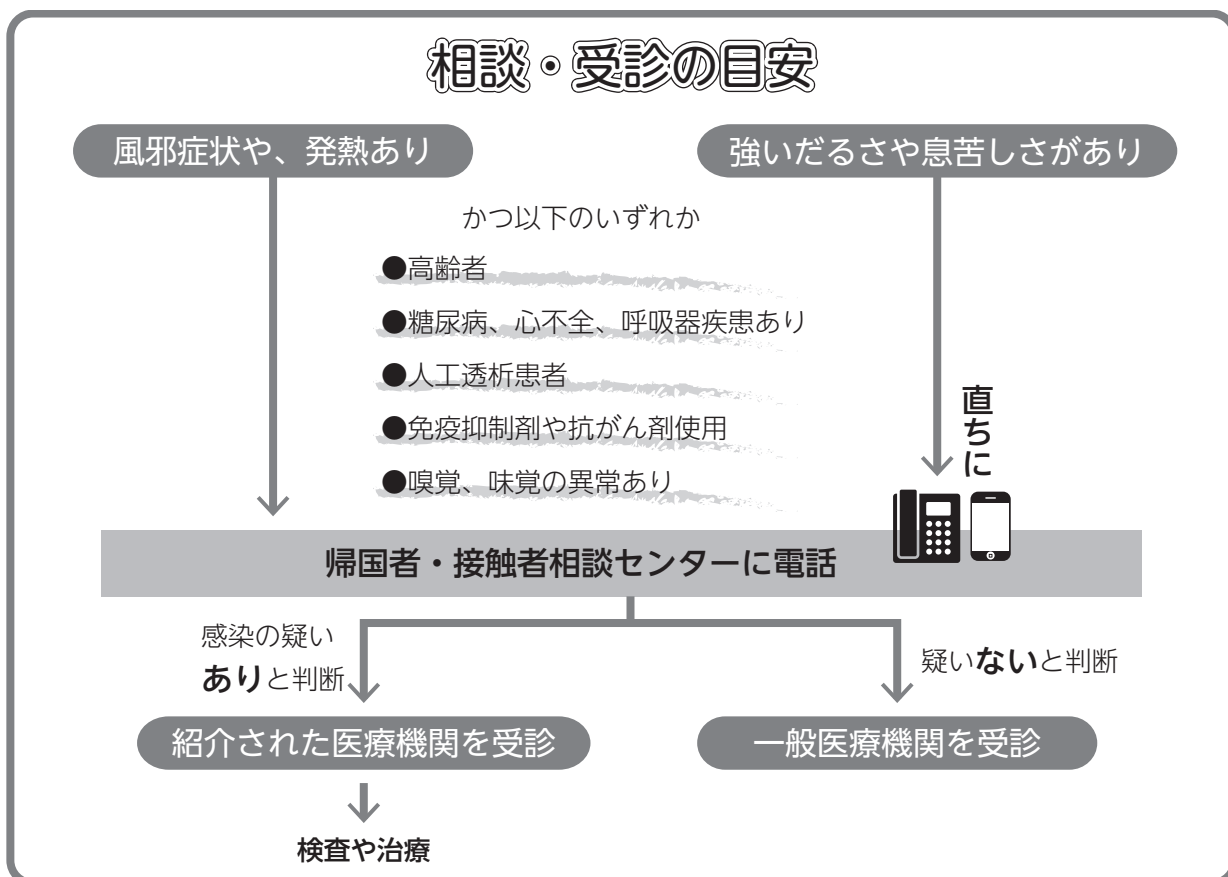 相談・受診の目安
風邪症状や、発熱あり
強いだるさや息苦しさがあり
かつ以下のいずれか
●高齢者
●糖尿病、心不全、呼吸器疾患あり
●人工透析患者
●免疫抑制剤や抗がん剤使用
●嗅覚、味覚の異常あり
直ちに
帰国者・接触者相談センターに電話
感染の疑い
ありと判断
疑いないと判断
紹介された医療機関を受診
一般医療機関を受診
検査や治療